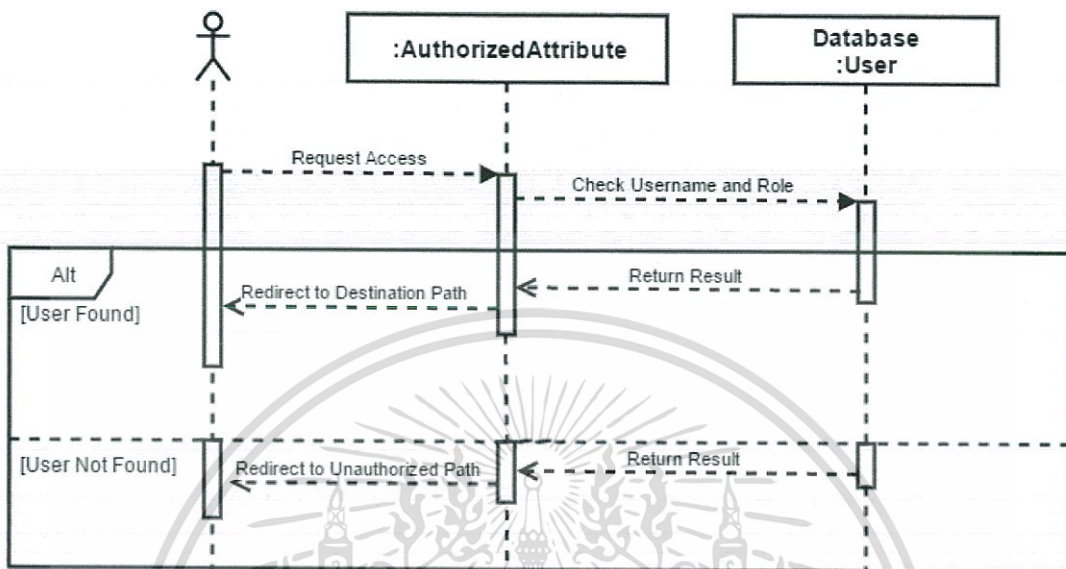 :AuthorizedAttribute
Database
:User
Request Access
Check Username and Role
Alt
Return Result
Redirect to Destination Path
[User Found]
[User Not Found]
Return Result
Redirect to Unauthorized Path